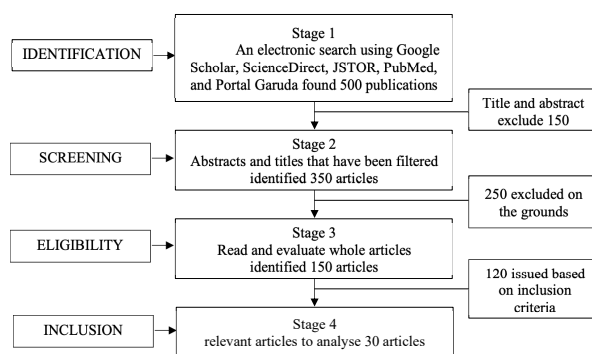 IDENTIFICATION
Stage 1
An electronic search using Google
Scholar, ScienceDirect, JSTOR, PubMed,
and Portal Garuda found 500 publications
Title and abstract
exclude 150
SCREENING
Stage 2
Abstracts and titles that have been filtered
identified 350 articles
250 excluded on
the grounds
ELIGIBILITY
Stage 3
Read and evaluate whole articles
identified 150 articles
120 issued based
on inclusion
criteria
INCLUSION
Stage 4
relevant articles to analyse 30 articles